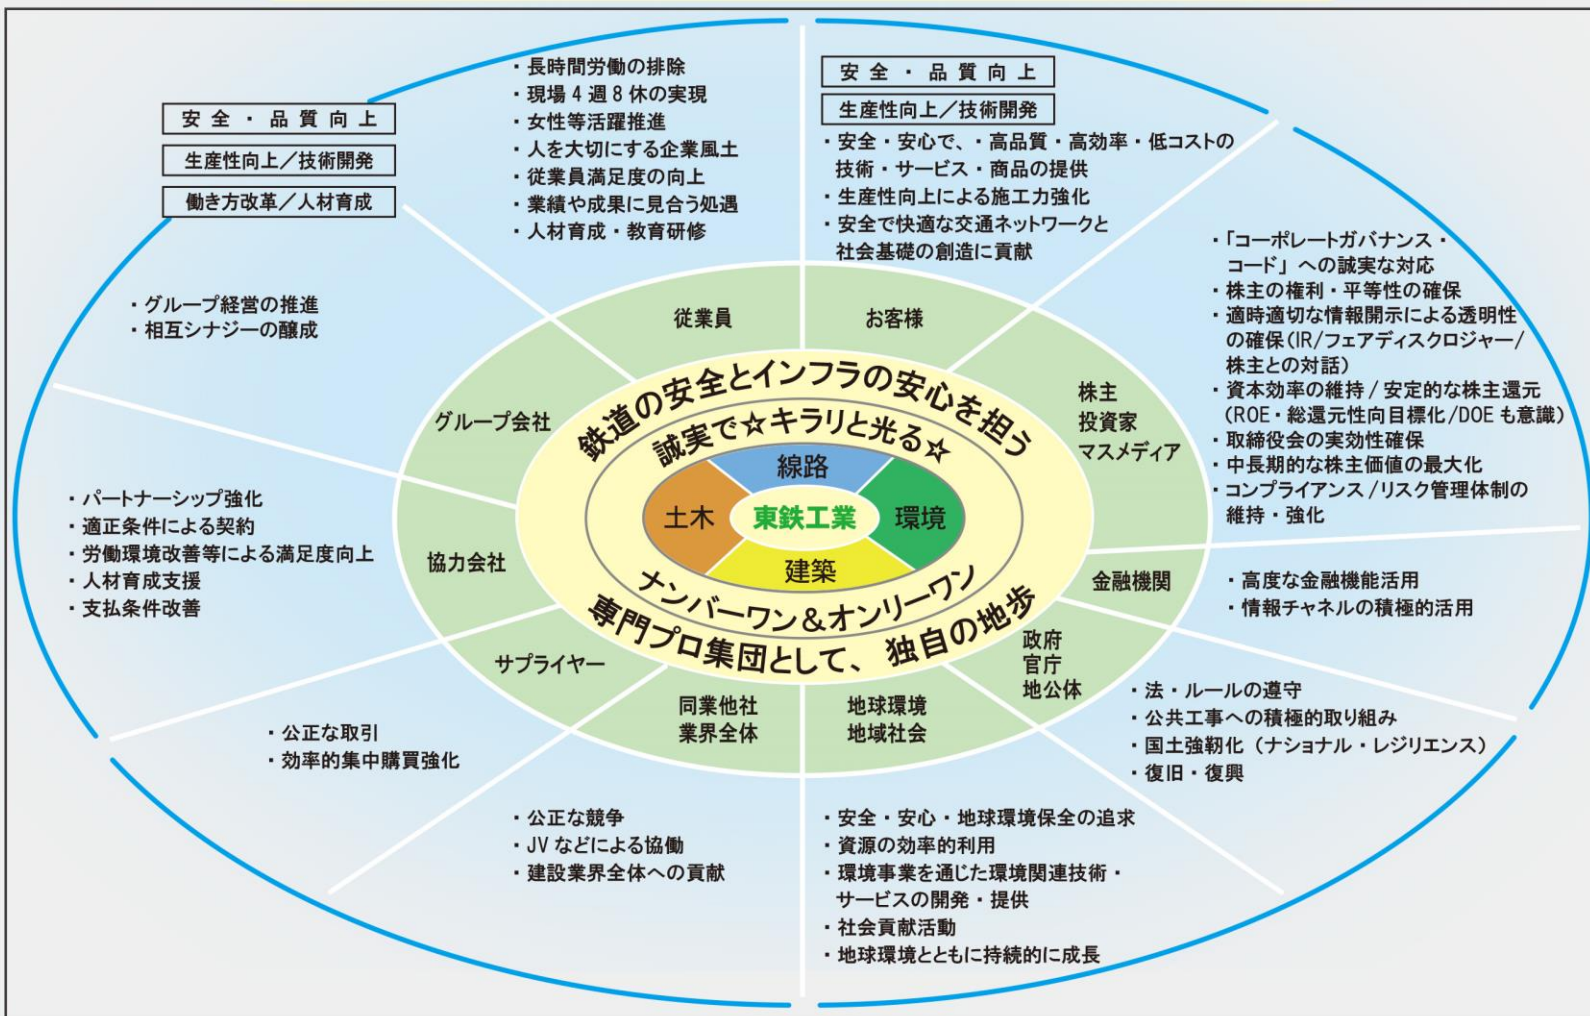 安全・品質向上
生産性向上／技術開発
働き方改革／人材育成
・長時間労働の排除
・現場4週8休の実現
・女性等活躍推進
・人を大切にする企業風土
・従業員満足度の向上
・業績や成果に見合う処遇
・人材育成・教育研修
安全・品質向上
生産性向上／技術開発
・安全・安心で、・高品質・高効率・低コストの
技術・サービス・商品の提供
・生産性向上による施工力強化
・安全で快適な交通ネットワークと
社会基礎の創造に貢献
・「コーポレートガバナンス・
コード」への誠実な対応
・株主の権利・平等性の確保
・適時適切な情報開示による透明性
の確保（IR/フェアディスクロジャー/
株主との対話）
・資本効率の維持/安定的な株主還元
（ROE・総還元性向目標化/DOEも意識）
・取締役会の実効性確保
・中長期的な株主価値の最大化
・コンプライアンス/リスク管理体制の
維持・強化
・グループ経営の推進
・相互シナジーの醸成
従業員
お客様
グループ会社
株主
投資家
マスメディア
鉄道の安全とインフラの安心を担う
誠実で☆キラリと光る☆
線路
土木
東鉄工業
環境
建築
ナンバーワン＆オンリーワン
専門プロ集団として、独自の地歩
・パートナーシップ強化
・適正条件による契約
・労働環境改善等による満足度向上
・人材育成支援
・支払条件改善
協力会社
金融機関
・高度な金融機能活用
・情報チャネルの積極的活用
サプライヤー
同業他社
業界全体
地球環境
地域社会
政府
官庁
地公体
・法・ルールの遵守
・公共工事への積極的取り組み
・国土強靭化（ナショナル・レジリエンス）
・復旧・復興
・公正な取引
・効率的集中購買強化
・公正な競争
・JVなどによる協働
・建設業界全体への貢献
・安全・安心・地球環境保全の追求
・資源の効率的利用
・環境事業を通じた環境関連技術・
サービスの開発・提供
・社会貢献活動
・地球環境とともに持続的に成長